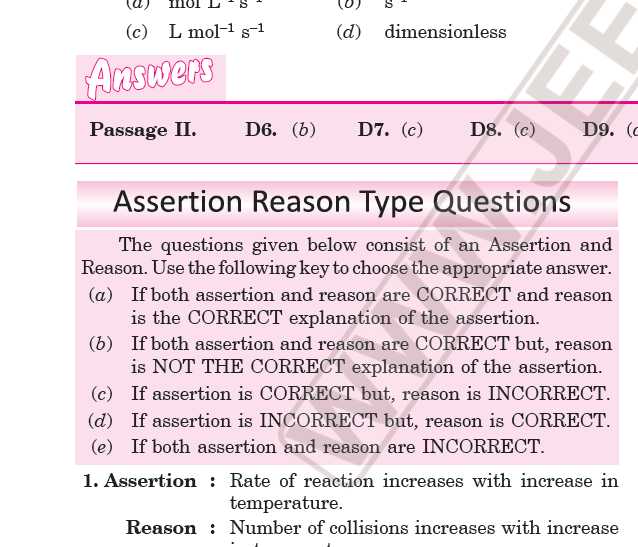 (a) mol L⁻¹ s⁻¹ (b) s⁻¹
(c) L mol⁻¹ s⁻¹ (d) dimensionless
Answers
Passage II. D6. (b) D7. (c) D8. (c) D9.
Assertion Reason Type Questions
The questions given below consist of an Assertion and
Reason. Use the following key to choose the appropriate answer.
(a) If both assertion and reason are CORRECT and reason
is the CORRECT explanation of the assertion.
(b) If both assertion and reason are CORRECT but, reason
is NOT THE CORRECT explanation of the assertion.
(c) If assertion is CORRECT but, reason is INCORRECT.
(d) If assertion is INCORRECT but, reason is CORRECT.
(e) If both assertion and reason are INCORRECT.
1. Assertion : Rate of reaction increases with increase in
temperature.
Reason : Number of collisions increases with increase
WWW.JEE